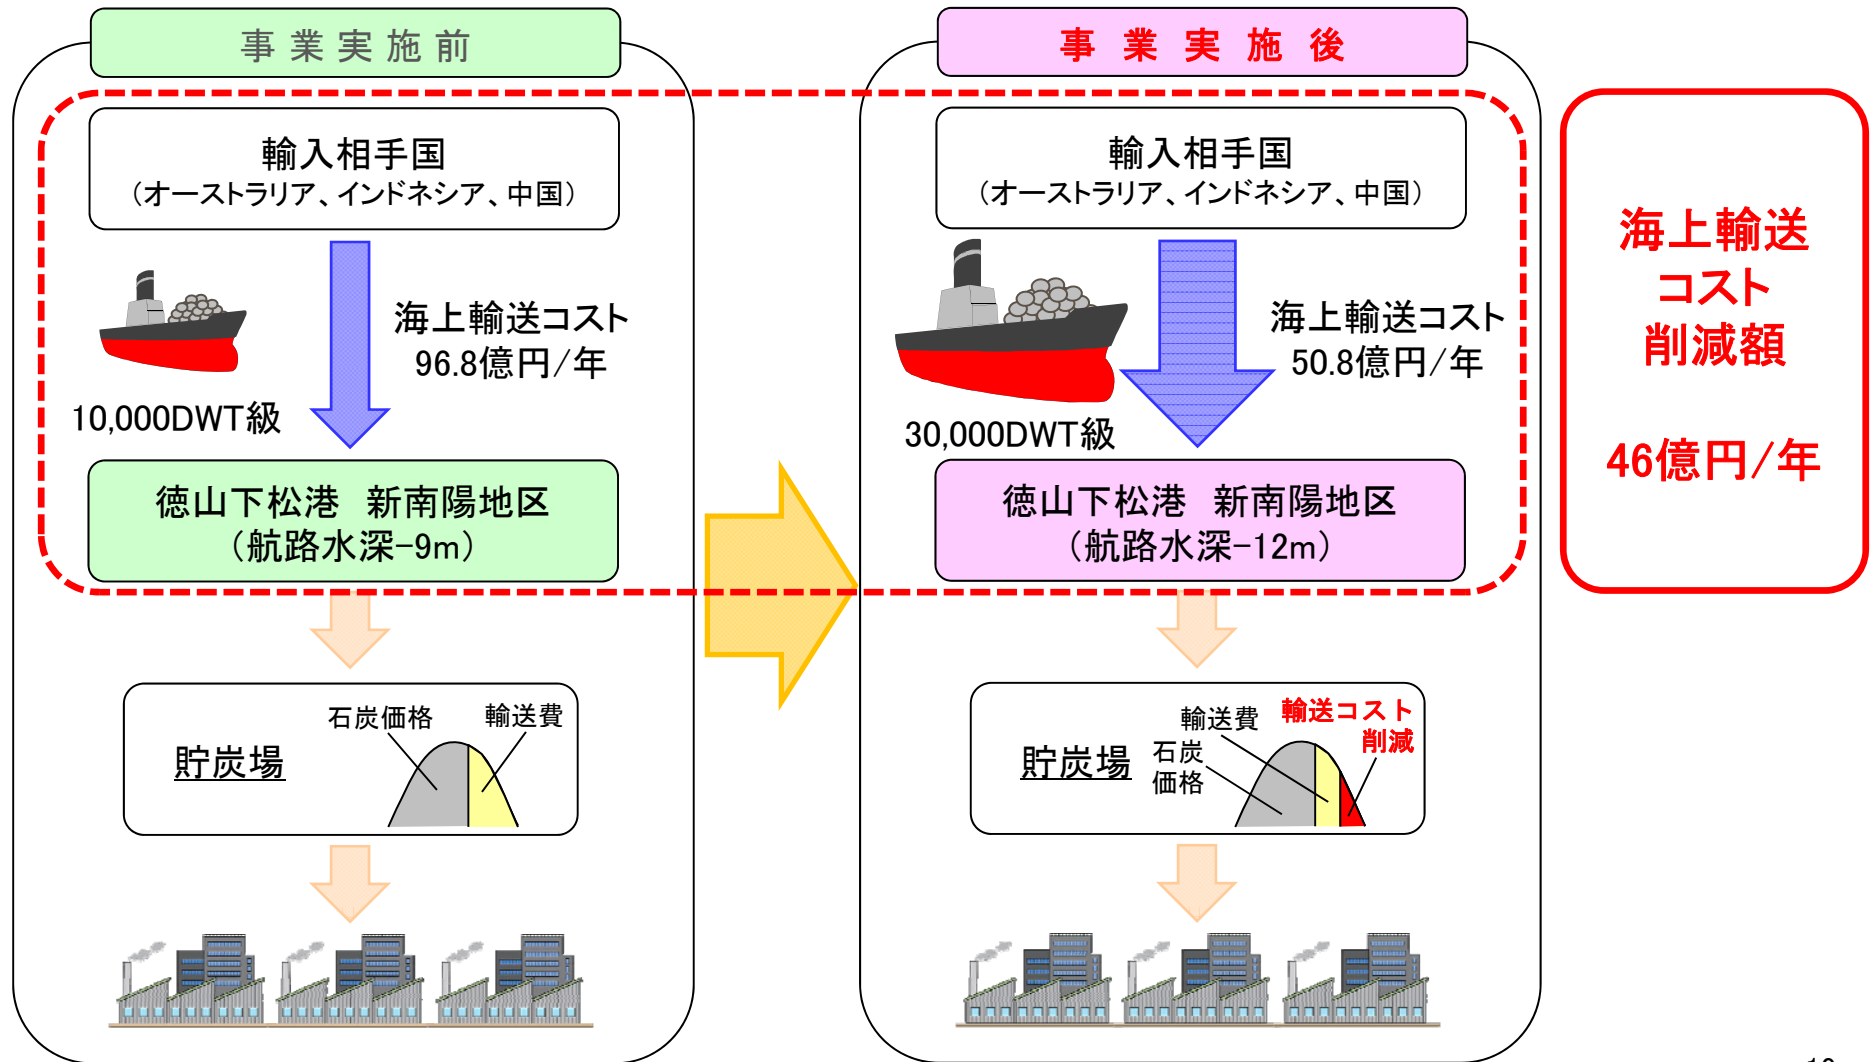 事業実施前
輸入相手国
（オーストラリア、インドネシア、中国）
海上輸送コスト
96.8億円/年
10,000DWT級
徳山下松港　新南陽地区
（航路水深-9m）
石炭価格
輸送費
貯炭場
事業実施後
輸入相手国
（オーストラリア、インドネシア、中国）
海上輸送コスト
50.8億円/年
30,000DWT級
徳山下松港　新南陽地区
（航路水深-12m）
輸送コスト
削減
輸送費
石炭
価格
貯炭場
海上輸送
コスト
削減額
46億円/年